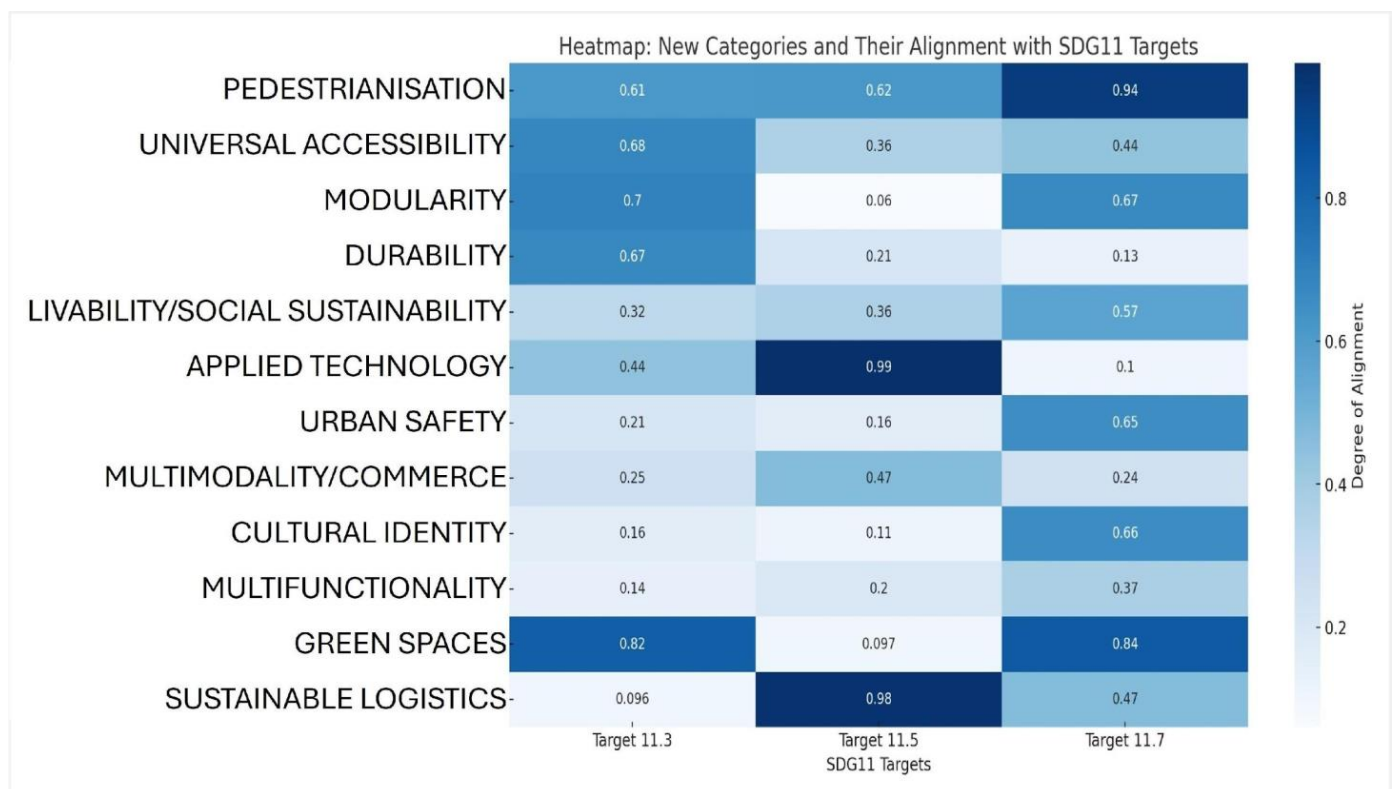 Heatmap: New Categories and Their Alignment with SDG11 Targets
PEDESTRIANISATION 0.61 0.62 0.94
UNIVERSAL ACCESSIBILITY 0.68 0.36 0.44
MODULARITY 0.7 0.06 0.67
DURABILITY 0.67 0.21 0.13
LIVABILITY/SOCIAL SUSTAINABILITY 0.32 0.36 0.57
APPLIED TECHNOLOGY 0.44 0.99 0.1
URBAN SAFETY 0.21 0.16 0.65
MULTIMODALITY/COMMERCE 0.25 0.47 0.24
CULTURAL IDENTITY 0.16 0.11 0.66
MULTIFUNCTIONALITY 0.14 0.2 0.37
GREEN SPACES 0.82 0.097 0.84
SUSTAINABLE LOGISTICS 0.096 0.98 0.47
Target 11.3 Target 11.5 Target 11.7
SDG11 Targets
0.8
0.6
0.4
0.2
Degree of Alignment